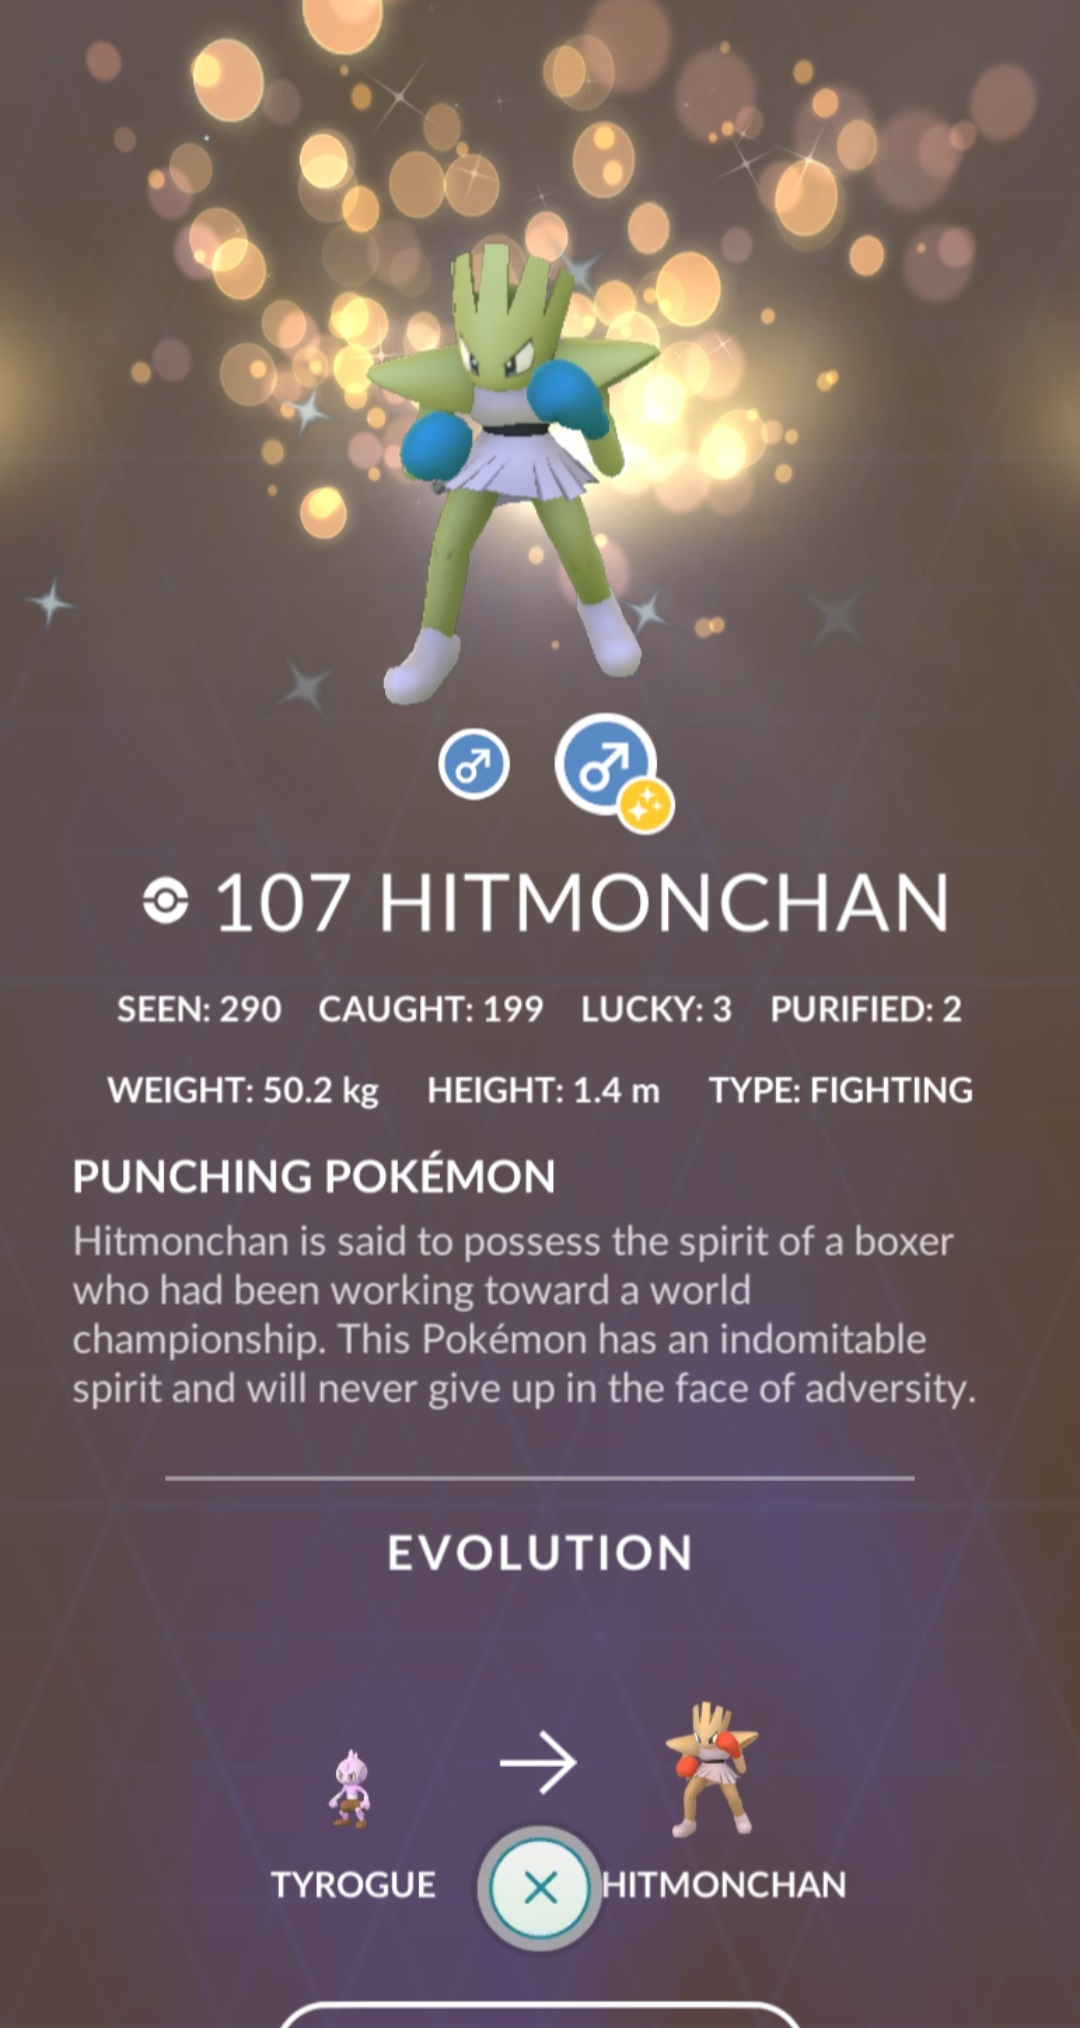 107 HITMONCHAN
SEEN: 290 CAUGHT: 199 LUCKY: 3 PURIFIED: 2
WEIGHT: 50.2 kg HEIGHT: 1.4 m TYPE: FIGHTING
PUNCHING POKÉMON
Hitmonchan is said to possess the spirit of a boxer
who had been working toward a world
championship. This Pokémon has an indomitable
spirit and will never give up in the face of adversity.
EVOLUTION
TYROGUE HITMONCHAN